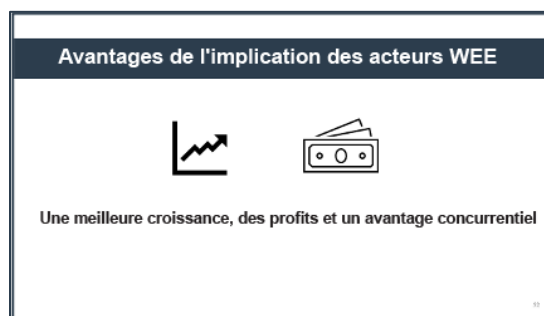 Avantages de l'implication des acteurs WEE
Une meilleure croissance, des profits et un avantage concurrentiel